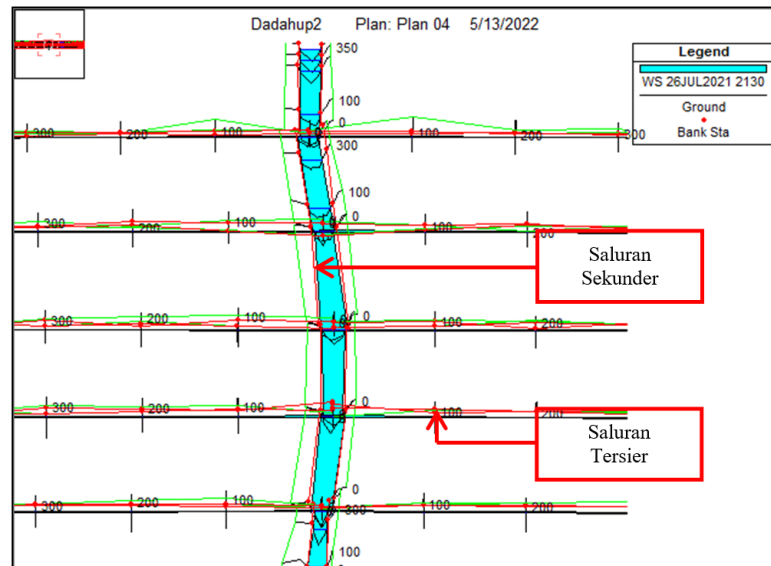 Dadahup2 Plan: Plan 04 5/13/2022
Legend
WS 26JUL2021 2130
Ground
Bank Sta
350
100
0
300 200 100 0 100 200 300
300
100
0
300 200 100 100 200
Saluran
Sekunder
0
300 200 100 100 200
0
300 200 100 100 200
Saluran
Tersier
0
300 200 100 300 100 200
100